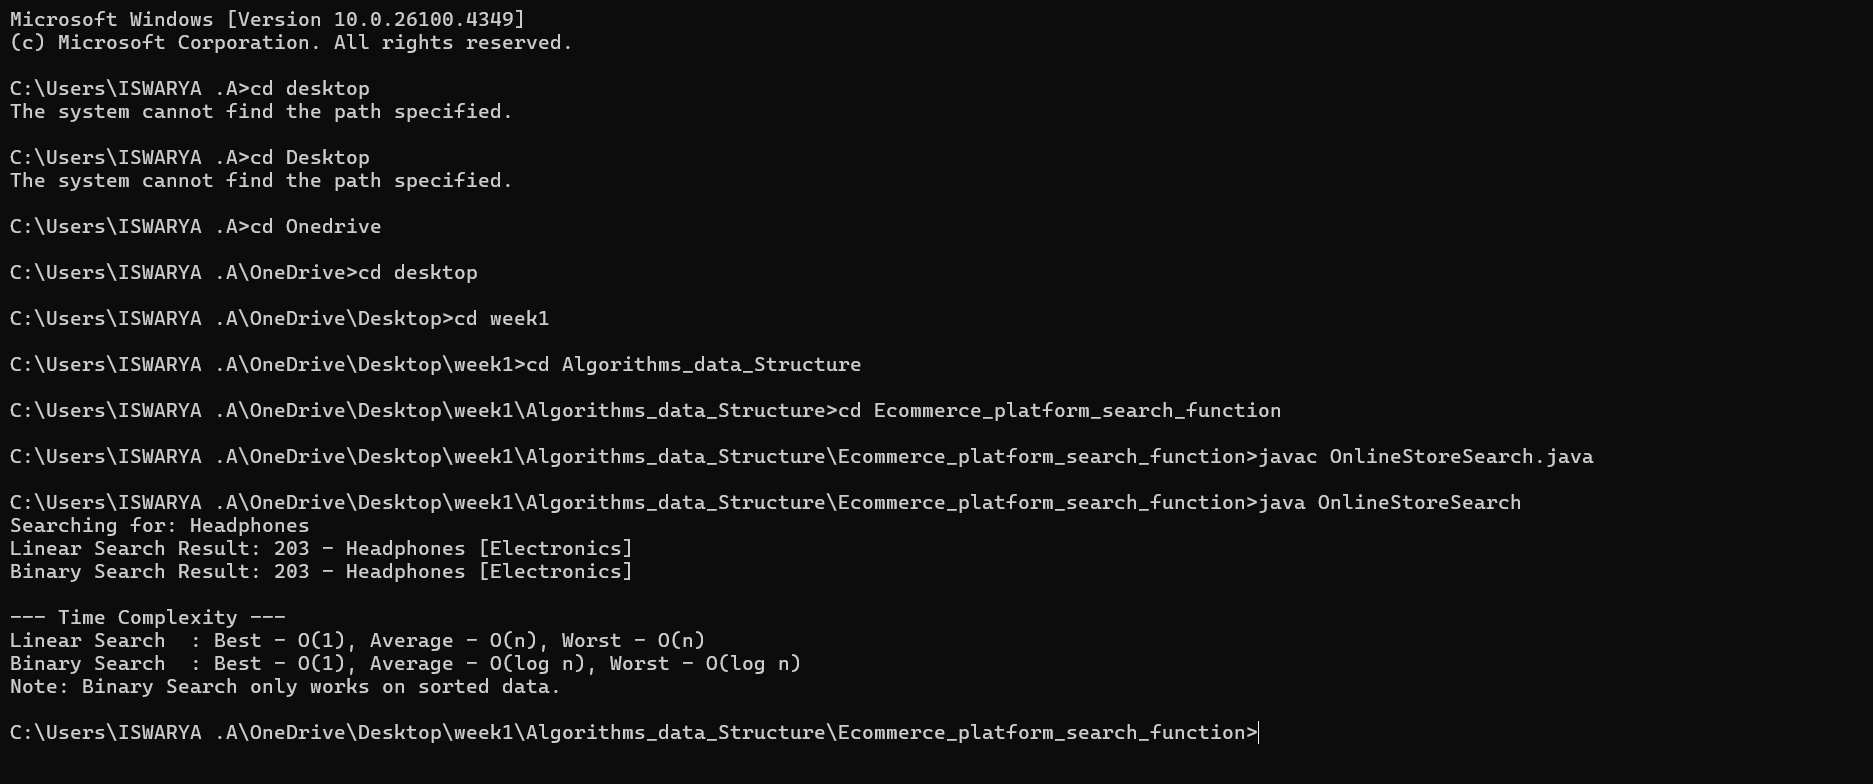 Microsoft Windows [Version 10.0.26100.4349]
(c) Microsoft Corporation. All rights reserved.
C:\Users\ISWARYA .A>cd desktop
The system cannot find the path specified.
C:\Users\ISWARYA .A>cd Desktop
The system cannot find the path specified.
C:\Users\ISWARYA .A>cd Onedrive
C:\Users\ISWARYA .A\OneDrive>cd desktop
C:\Users\ISWARYA .A\OneDrive\Desktop>cd week1
C:\Users\ISWARYA .A\OneDrive\Desktop\week1>cd Algorithms_data_Structure
C:\Users\ISWARYA .A\OneDrive\Desktop\week1\Algorithms_data_Structure>cd Ecommerce_platform_search_function
C:\Users\ISWARYA .A\OneDrive\Desktop\week1\Algorithms_data_Structure\Ecommerce_platform_search_function>javac OnlineStoreSearch.java
C:\Users\ISWARYA .A\OneDrive\Desktop\week1\Algorithms_data_Structure\Ecommerce_platform_search_function>java OnlineStoreSearch
Searching for: Headphones
Linear Search Result: 203 - Headphones [Electronics]
Binary Search Result: 203 - Headphones [Electronics]
--- Time Complexity ---
Linear Search  : Best - O(1), Average - O(n), Worst - O(n)
Binary Search  : Best - O(1), Average - O(log n), Worst - O(log n)
Note: Binary Search only works on sorted data.
C:\Users\ISWARYA .A\OneDrive\Desktop\week1\Algorithms_data_Structure\Ecommerce_platform_search_function>